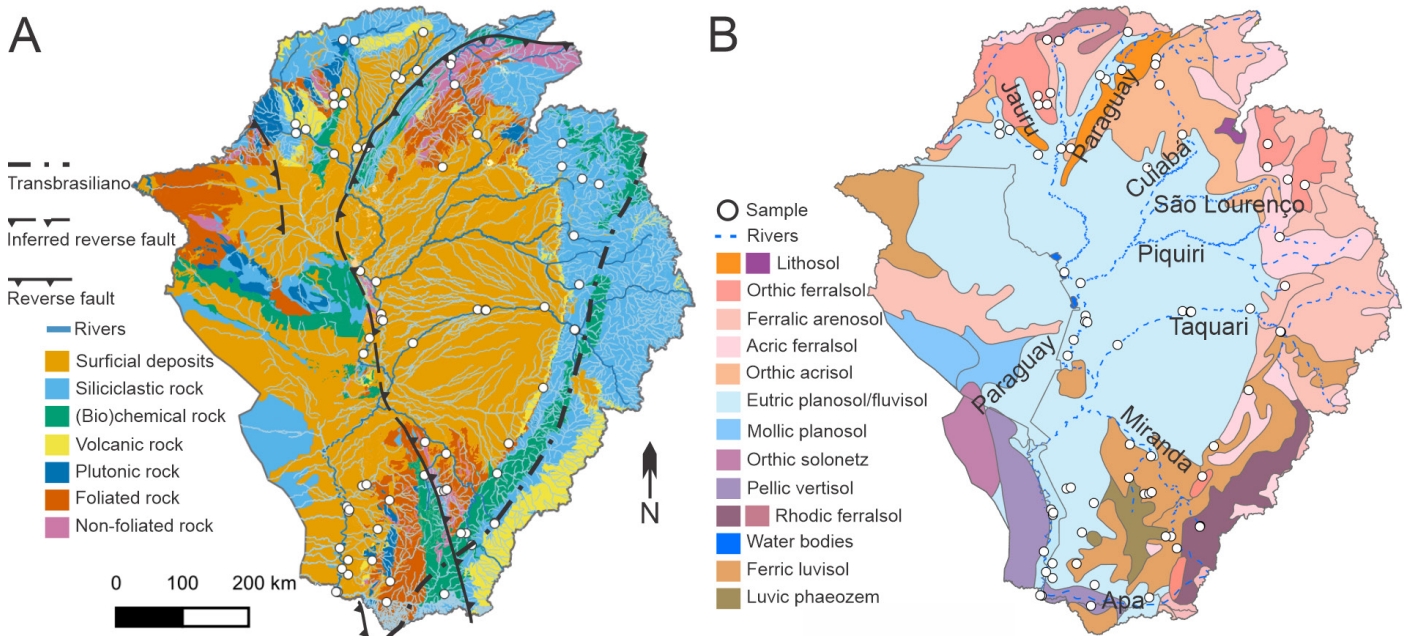 A
Transbrasiliano
Inferred reverse fault
Reverse fault
Rivers
Surficial deposits
Siliciclastic rock
(Bio)chemical rock
Volcanic rock
Plutonic rock
Foliated rock
Non-foliated rock
0 100 200 km
N
B
Sample
Rivers
Lithosol
Orthic ferralsol
Ferralic arenosol
Acric ferralsol
Orthic acrisol
Eutric planosol/fluvisol
Mollic planosol
Orthic solonetz
Pellic vertisol
Rhodic ferralsol
Water bodies
Ferric luvisol
Luvic phaeozem
Jauru
Paraguay
Cuiabá
São Lourenço
Piquiri
Taquari
Paraguay
Miranda
Apa